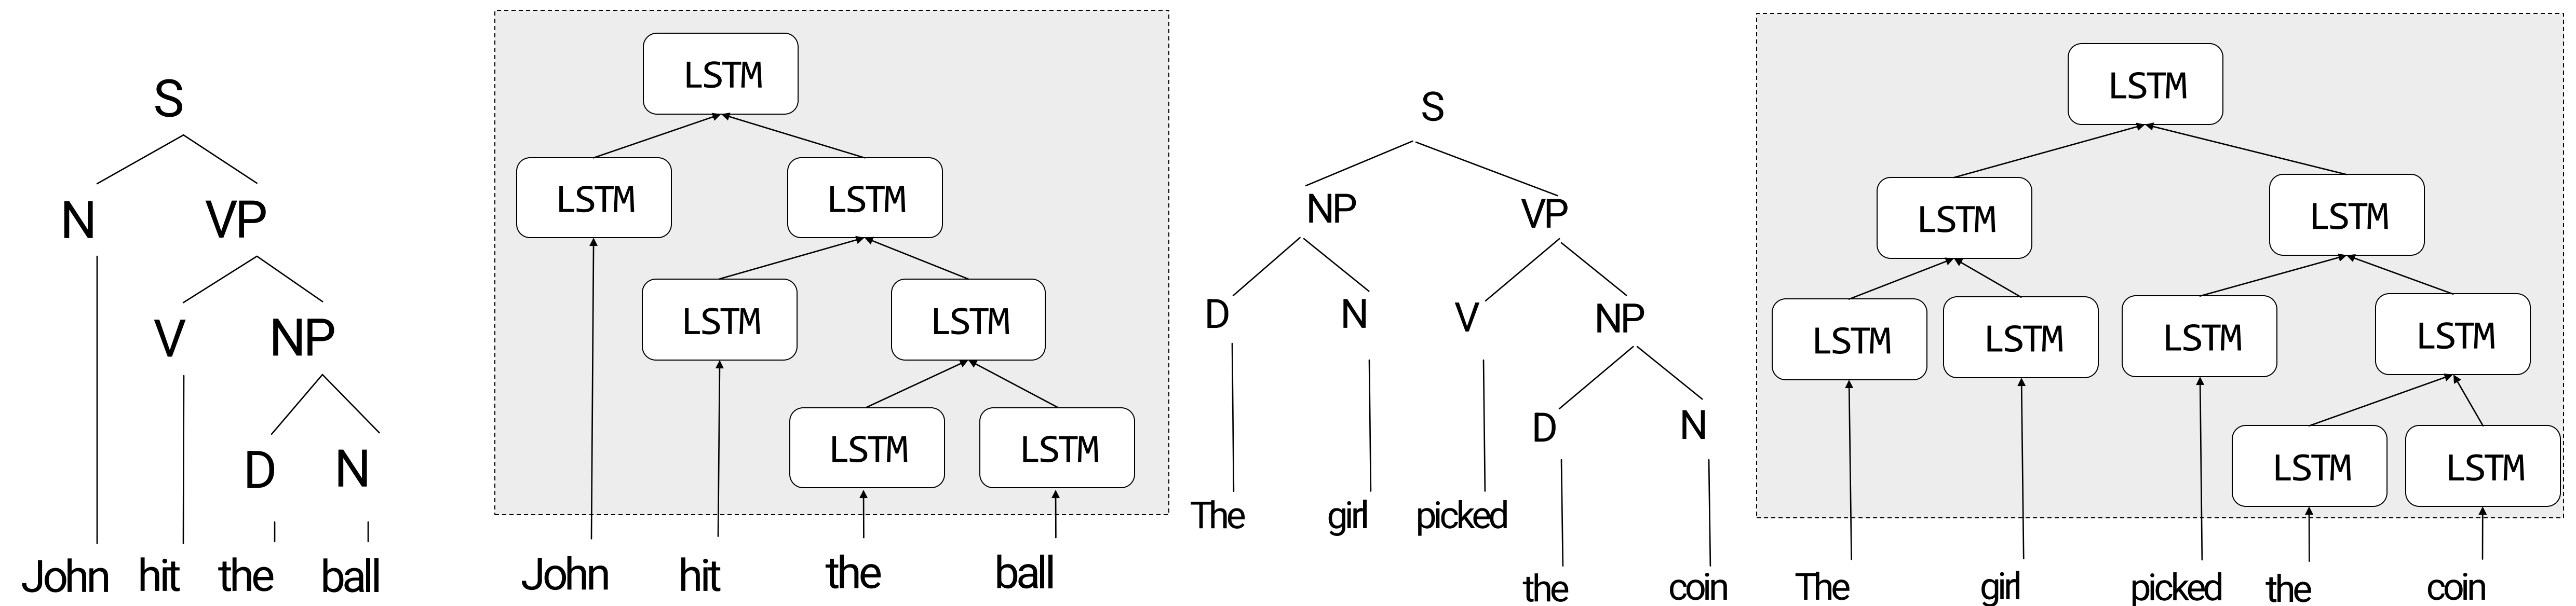 S
N VP
V NP
D N
John hit the ball
LSTM
LSTM LSTM
LSTM LSTM
LSTM LSTM
John hit the ball
S
NP VP
D N V NP
D N
The girl picked
the coin
LSTM
LSTM LSTM
LSTM LSTM LSTM LSTM
LSTM LSTM
The girl picked the coin